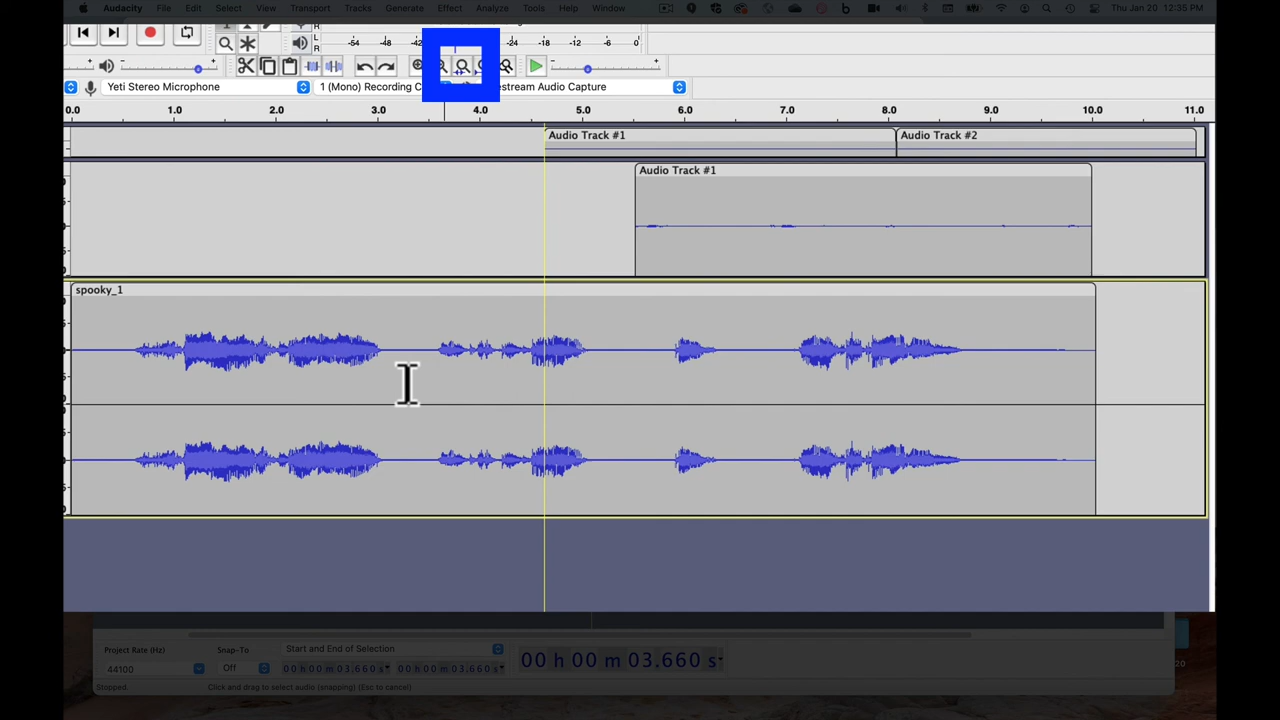 Audacity File Edit Select View Transport Tracks Generate Effect Analyze Tools Help Window Thu Jan 20 12:35 PM
R
L
R -54 -48 -42 -24 -18 -12 -6 0
Yeti Stereo Microphone 1 (Mono) Recording C estream Audio Capture
0.0 1.0 2.0 3.0 4.0 5.0 6.0 7.0 8.0 9.0 10.0 11.0
Audio Track #1 Audio Track #2
Audio Track #1
spooky_1
Project Rate (Hz) Snap-To Start and End of Selection
44100 Off 00 h 00 m 03.660 s 00 h 00 m 03.660 s 00 h 00 m 03.660 s
20
Stopped. Click and drag to select audio (snapping) (Esc to cancel)